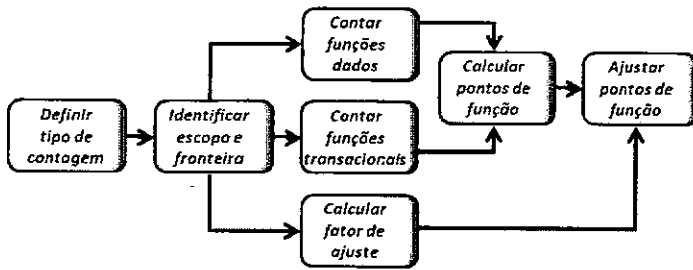 Definir
tipo de
contagem
Identificar
escopo e
fronteira
Contar
funções
dados
Contar
funções
transacionais
Calcular
fator de
ajuste
Calcular
pontos de
função
Ajustar
pontos de
função